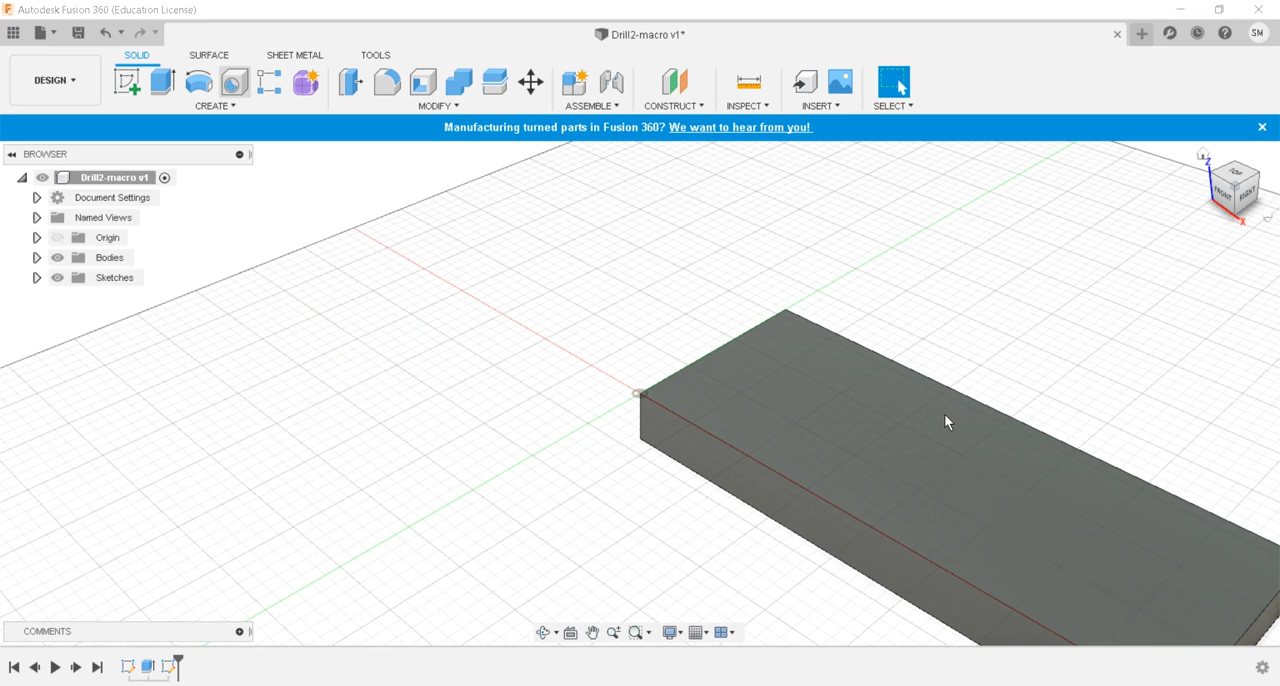 Autodesk Fusion 360 (Education License)
Drill2-macro v1*
SM
SOLID SURFACE SHEET METAL TOOLS
DESIGN
CREATE MODIFY ASSEMBLE CONSTRUCT INSPECT INSERT SELECT
Manufacturing turned parts in Fusion 360? We want to hear from you!
BROWSER
Drill2-macro v1
Document Settings
Named Views
Origin
Bodies
Sketches
Z
TOP
FRONT RIGHT
X
COMMENTS